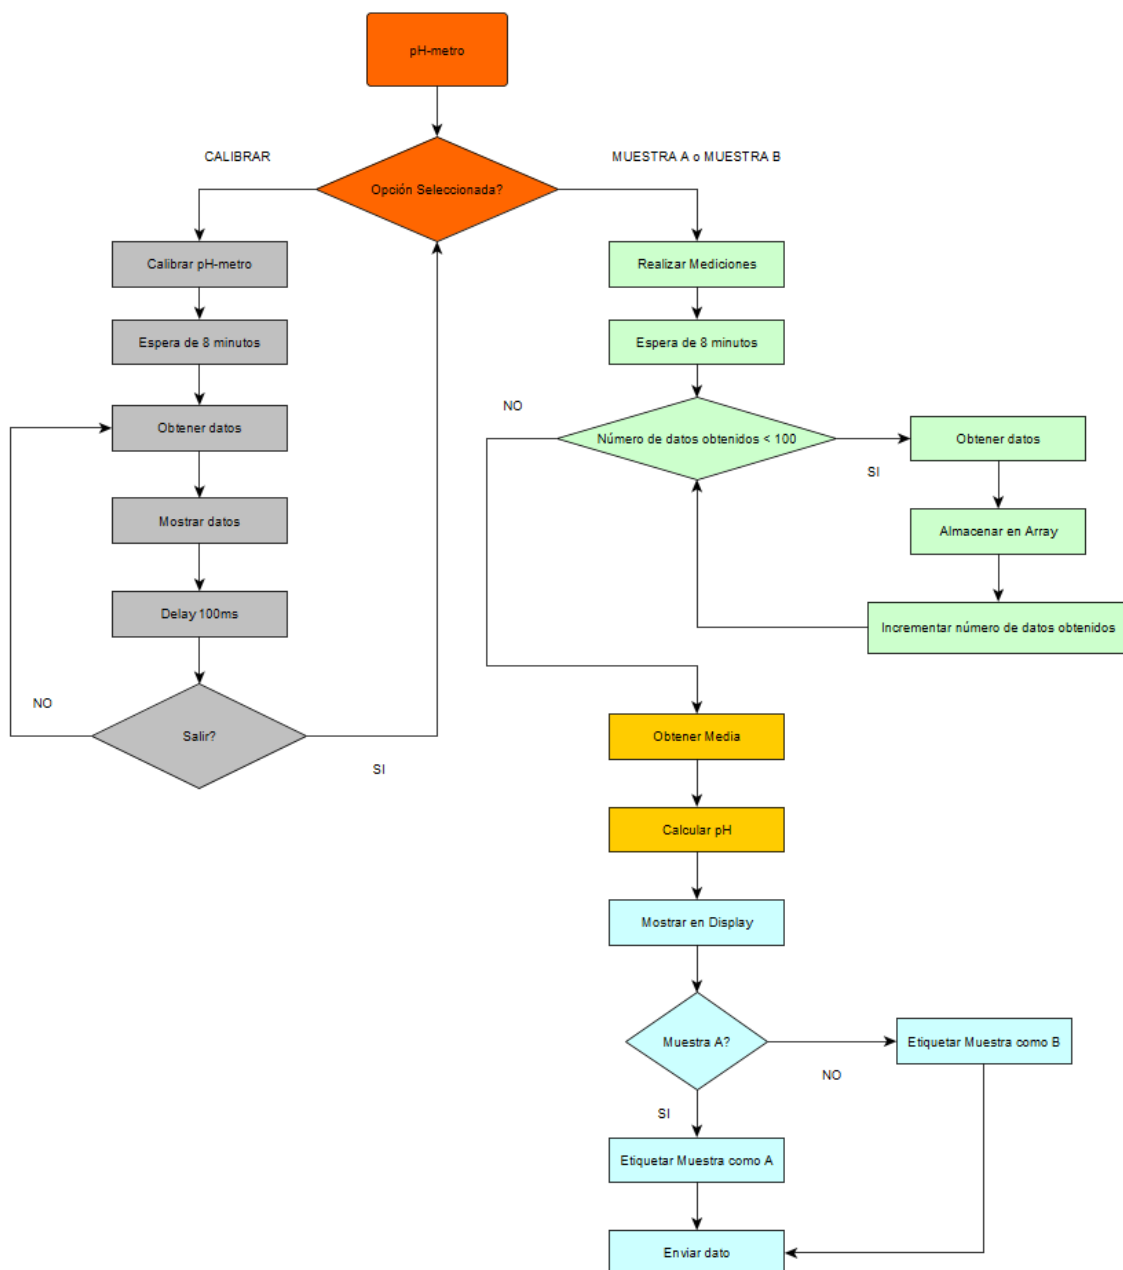 pH-metro
CALIBRAR
MUESTRA A o MUESTRA B
Opción Seleccionada?
Calibrar pH-metro
Realizar Mediciones
Espera de 8 minutos
Espera de 8 minutos
NO
Obtener datos
Número de datos obtenidos < 100
Obtener datos
SI
Mostrar datos
Almacenar en Array
Delay 100ms
Incrementar número de datos obtenidos
NO
Salir?
SI
Obtener Media
Calcular pH
Mostrar en Display
Muestra A?
Etiquetar Muestra como B
NO
SI
Etiquetar Muestra como A
Enviar dato